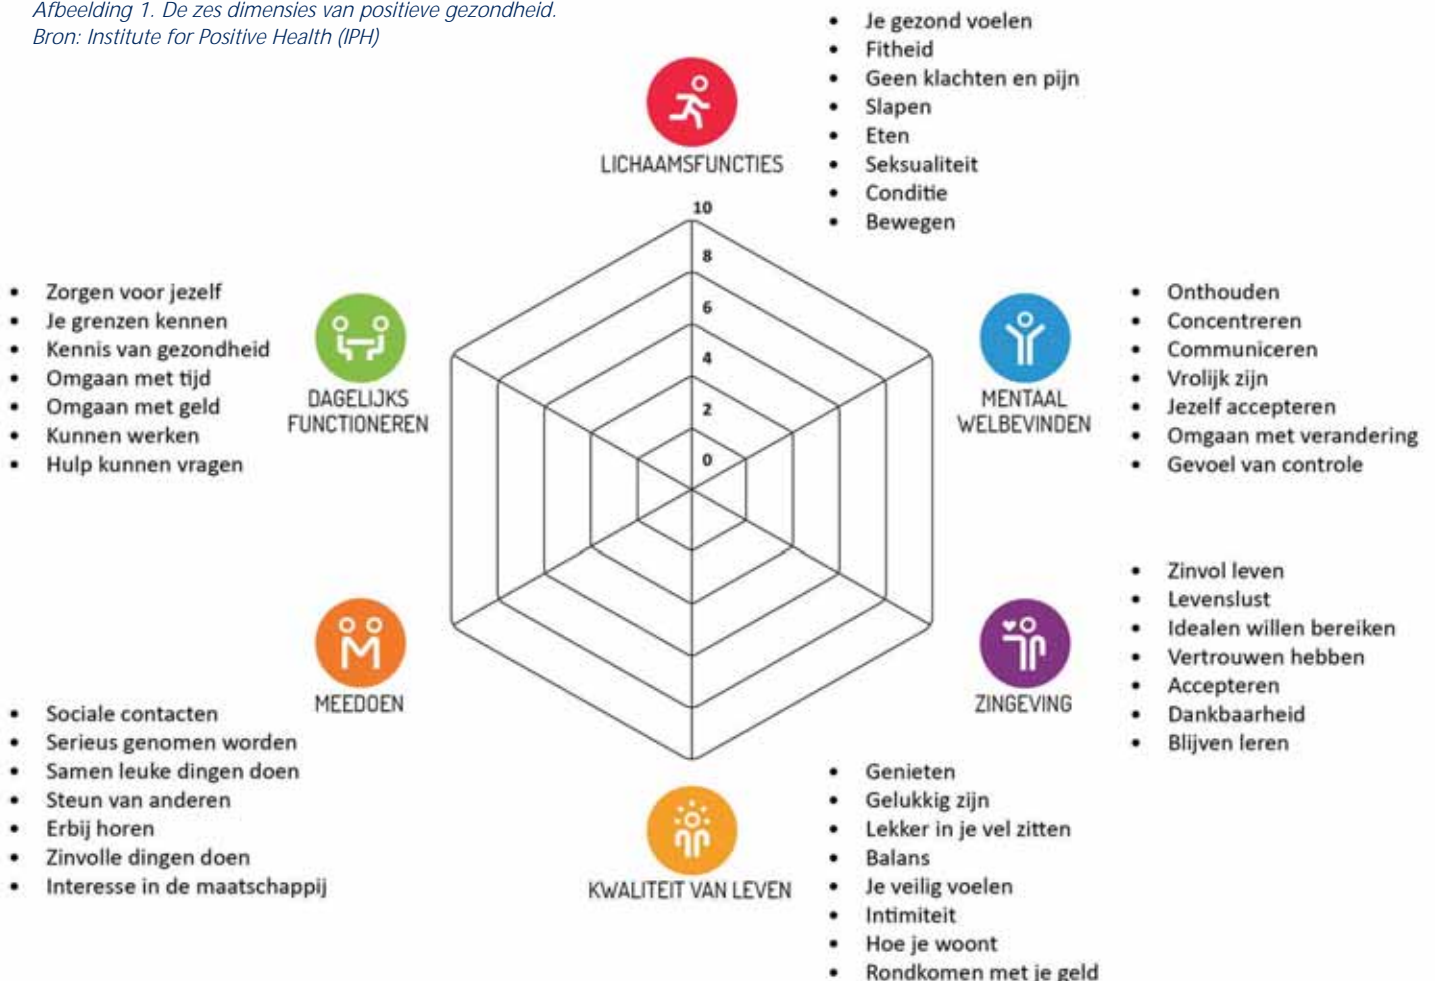 Afbeelding 1. De zes dimensies van positieve gezondheid.
Bron: Institute for Positive Health (IPH)
LICHAAMSFUNCTIES
• Je gezond voelen
• Fitheid
• Geen klachten en pijn
• Slapen
• Eten
• Seksualiteit
• Conditie
• Bewegen
10
8
6
4
2
0
MENTAAL
WELBEVINDEN
• Onthouden
• Concentreren
• Communiceren
• Vrolijk zijn
• Jezelf accepteren
• Omgaan met verandering
• Gevoel van controle
ZINGEVING
• Zinvol leven
• Levenslust
• Idealen willen bereiken
• Vertrouwen hebben
• Accepteren
• Dankbaarheid
• Blijven leren
KWALITEIT VAN LEVEN
• Genieten
• Gelukkig zijn
• Lekker in je vel zitten
• Balans
• Je veilig voelen
• Intimiteit
• Hoe je woont
• Rondkomen met je geld
MEEDOEN
• Sociale contacten
• Serieus genomen worden
• Samen leuke dingen doen
• Steun van anderen
• Erbij horen
• Zinvolle dingen doen
• Interesse in de maatschappij
DAGELIJKS
FUNCTIONEREN
• Zorgen voor jezelf
• Je grenzen kennen
• Kennis van gezondheid
• Omgaan met tijd
• Omgaan met geld
• Kunnen werken
• Hulp kunnen vragen